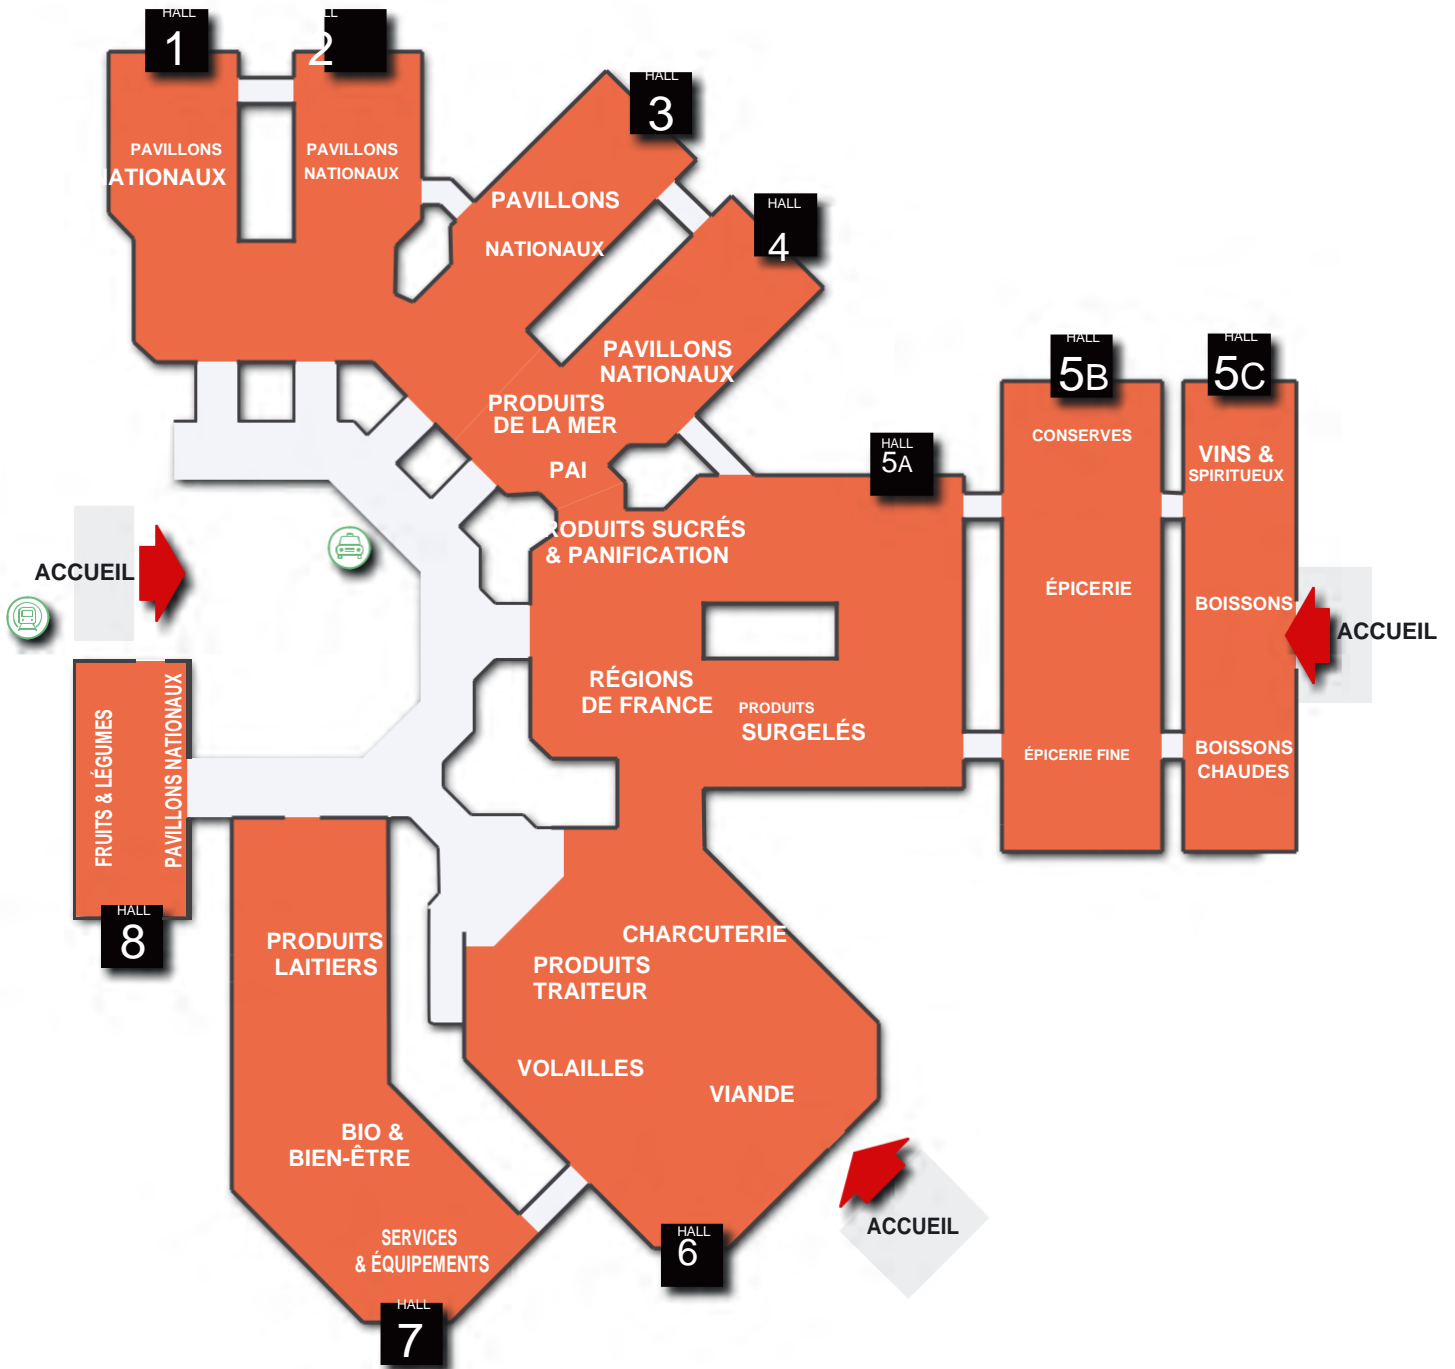 HALL
1
LL
2
HALL
3
HALL
4
PAVILLONS
ATIONAUX
PAVILLONS
NATIONAUX
PAVILLONS
NATIONAUX
PAVILLONS
NATIONAUX
PRODUITS
DE LA MER
PAI
HALL
5A
HALL
5B
HALL
5C
CONSERVES
ÉPICERIE
ÉPICERIE FINE
VINS &
SPIRITUEUX
BOISSONS
BOISSONS
CHAUDES
ACCUEIL
RODUITS SUCRÉS
& PANIFICATION
RÉGIONS
DE FRANCE
PRODUITS
SURGELÉS
ACCUEIL
FRUITS & LÉGUMES
PAVILLONS NATIONAUX
HALL
8
PRODUITS
LAITIERS
BIO &
BIEN-ÊTRE
SERVICES
& ÉQUIPEMENTS
HALL
7
CHARCUTERIE
PRODUITS
TRAITEUR
VOLAILLES
VIANDE
HALL
6
ACCUEIL